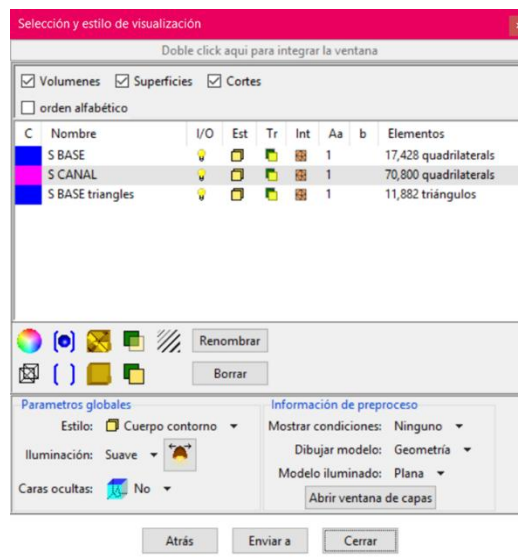 Selección y estilo de visualización
Doble click aqui para integrar la ventana
Volumenes Superficies Cortes
orden alfabético
C Nombre I/O Est Tr Int Aa b Elementos
S BASE 1 17,428 quadrilaterals
S CANAL 1 70,800 quadrilaterals
S BASE triangles 1 11,882 triángulos
Renombrar
Borrar
Parametros globales
Estilo: Cuerpo contorno
Iluminación: Suave
Caras ocultas: No
Información de preproceso
Mostrar condiciones: Ninguno
Dibujar modelo: Geometría
Modelo iluminado: Plana
Abrir ventana de capas
Atrás Enviar a Cerrar